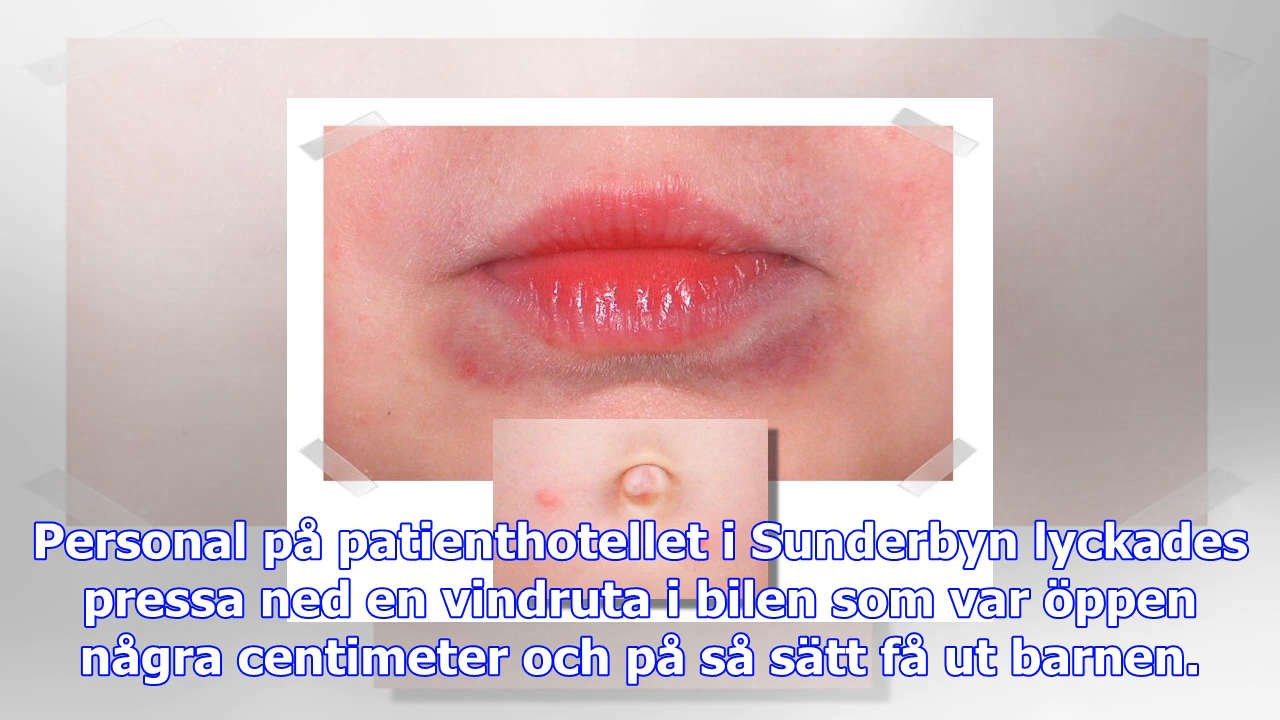 Personal på patienthotellet i Sunderbyn lyckades
pressa ned en vindruta i bilen som var öppen
några centimeter och på så sätt få ut barnen.